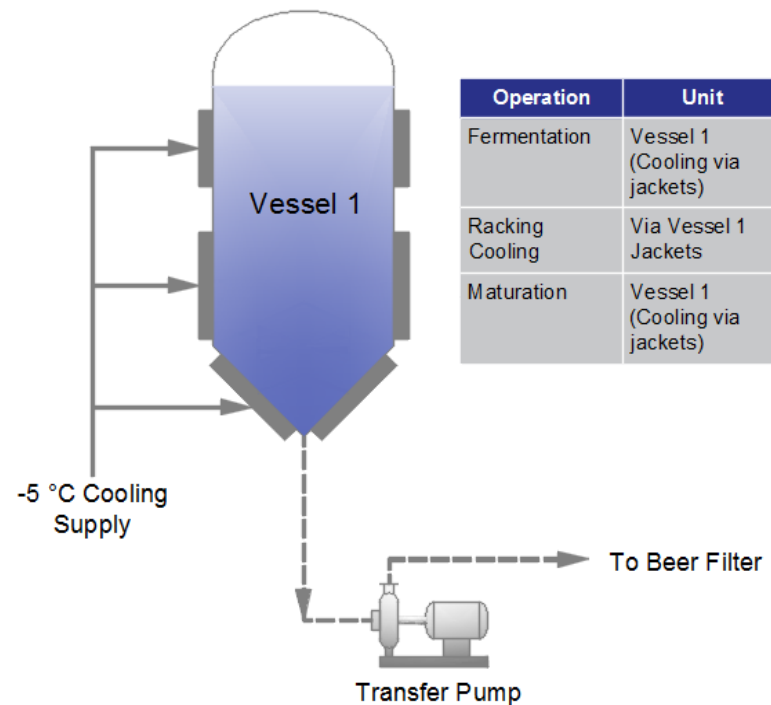 Vessel 1
Operation Unit
Fermentation Vessel 1
(Cooling via
jackets)
Racking Via Vessel 1
Cooling Jackets
Maturation Vessel 1
(Cooling via
jackets)
-5 °C Cooling
Supply
To Beer Filter
Transfer Pump